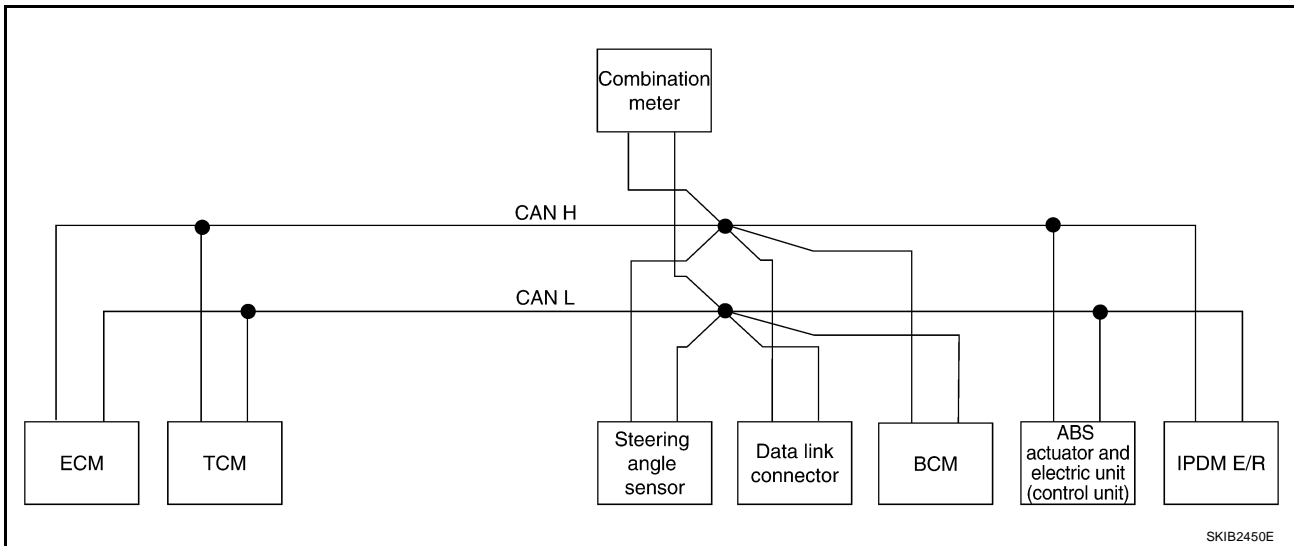 Combination
meter
CAN H
CAN L
ECM
TCM
Steering
angle
sensor
Data link
connector
BCM
ABS
actuator and
electric unit
(control unit)
IPDM E/R
SKIB2450E